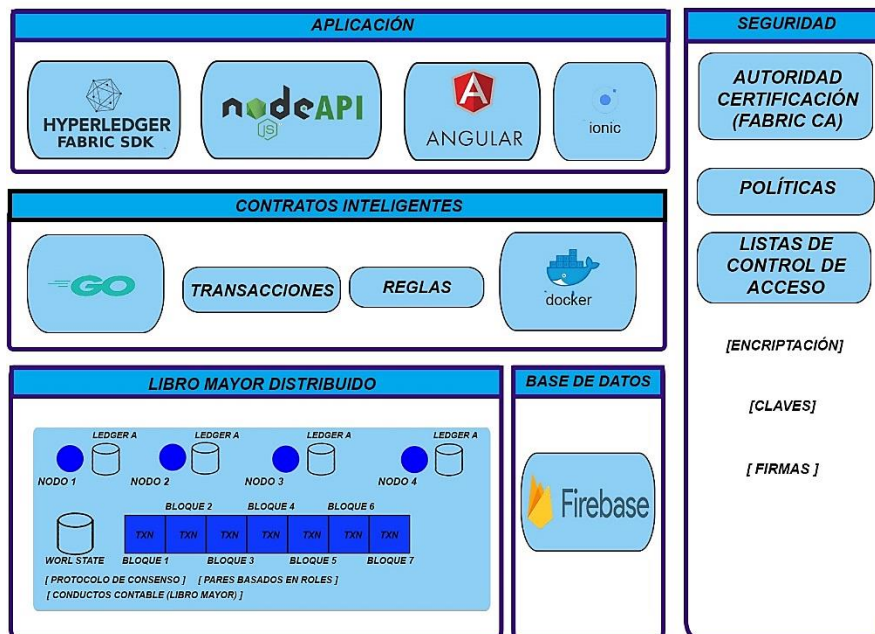 APLICACIÓN
HYPERLEDGER
FABRIC SDK
nodeAPI
JS
ANGULAR
ionic
CONTRATOS INTELIGENTES
GO
TRANSACCIONES
REGLAS
docker
LIBRO MAYOR DISTRIBUIDO
LEDGER A
LEDGER A
LEDGER A
LEDGER A
NODO 1
NODO 2
NODO 3
NODO 4
BLOQUE 2
BLOQUE 4
BLOQUE 6
TXN
TXN
TXN
TXN
TXN
TXN
TXN
WORL STATE
BLOQUE 1
BLOQUE 3
BLOQUE 5
BLOQUE 7
[ PROTOCOLO DE CONSENSO ]
[ PARES BASADOS EN ROLES ]
[ CONDUCTOS CONTABLE (LIBRO MAYOR) ]
BASE DE DATOS
Firebase
SEGURIDAD
AUTORIDAD
CERTIFICACIÓN
(FABRIC CA)
POLÍTICAS
LISTAS DE
CONTROL DE
ACCESO
[ENCRIPTACIÓN]
[CLAVES]
[ FIRMAS ]